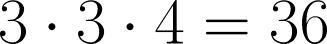 3 · 3 · 4 = 36